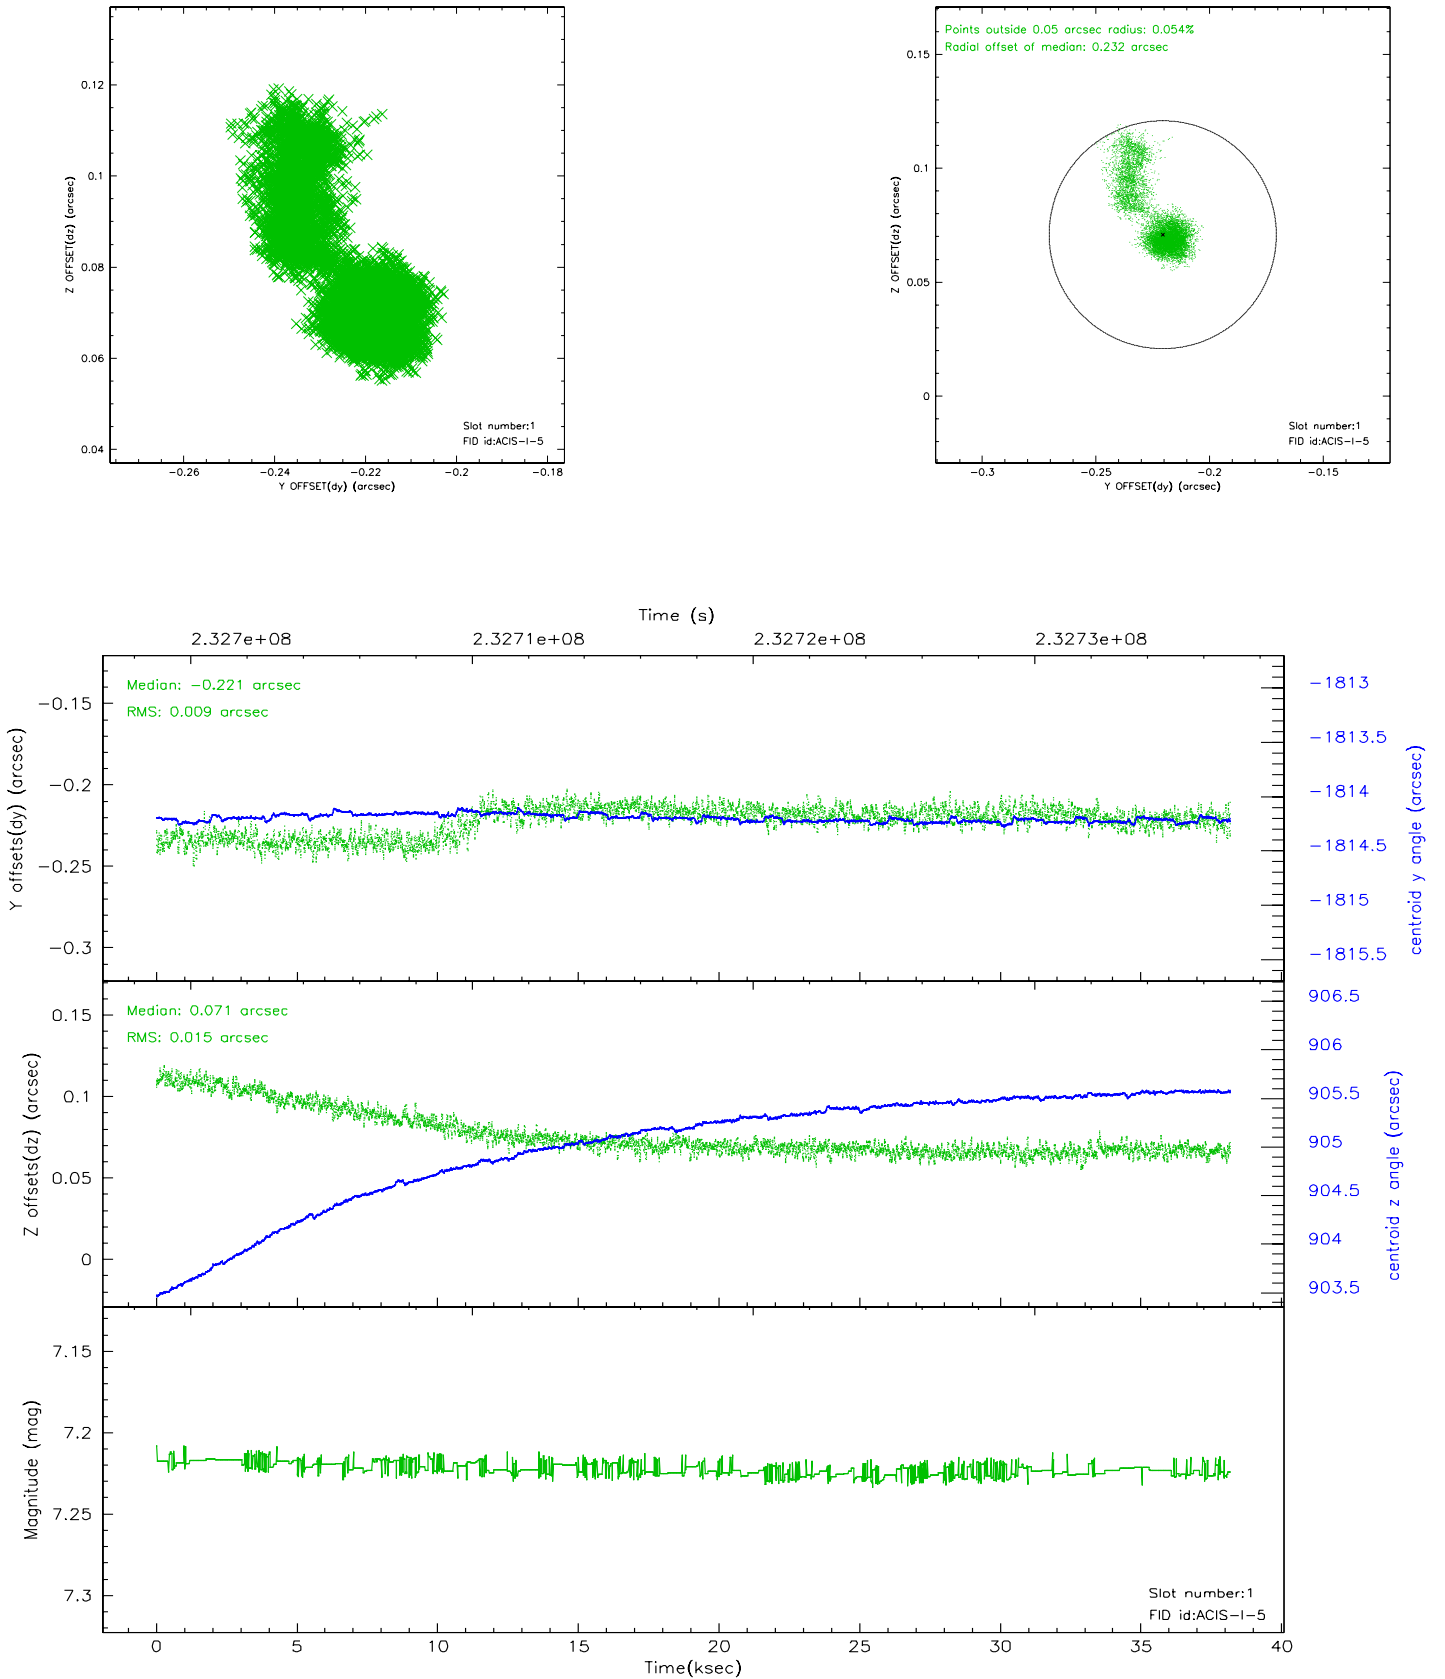 0.12
0.1
0.08
0.06
0.04
Z OFFSET(dz) (arcsec)
Slot number:1
FID id:ACIS-I-5
-0.26
-0.24
-0.22
-0.2
-0.18
Y OFFSET(dy) (arcsec)
Points outside 0.05 arcsec radius: 0.054%
Radial offset of median: 0.232 arcsec
0.15
0.1
0.05
0
Z OFFSET(dz) (arcsec)
Slot number:1
FID id:ACIS-I-5
-0.3
-0.25
-0.2
-0.15
Y OFFSET(dy) (arcsec)
Time (s)
2.327e+08
2.3271e+08
2.3272e+08
2.3273e+08
Median: -0.221 arcsec
RMS: 0.009 arcsec
-0.15
-0.2
-0.25
-0.3
Y offsets(dy) (arcsec)
-1813
-1813.5
-1814
-1814.5
-1815
-1815.5
centroid y angle (arcsec)
Median: 0.071 arcsec
RMS: 0.015 arcsec
0.15
0.1
0.05
0
Z offsets(dz) (arcsec)
906.5
906
905.5
905
904.5
904
903.5
centroid z angle (arcsec)
7.15
7.2
7.25
7.3
Magnitude (mag)
Slot number:1
FID id:ACIS-I-5
0
5
10
15
20
25
30
35
40
Time(ksec)